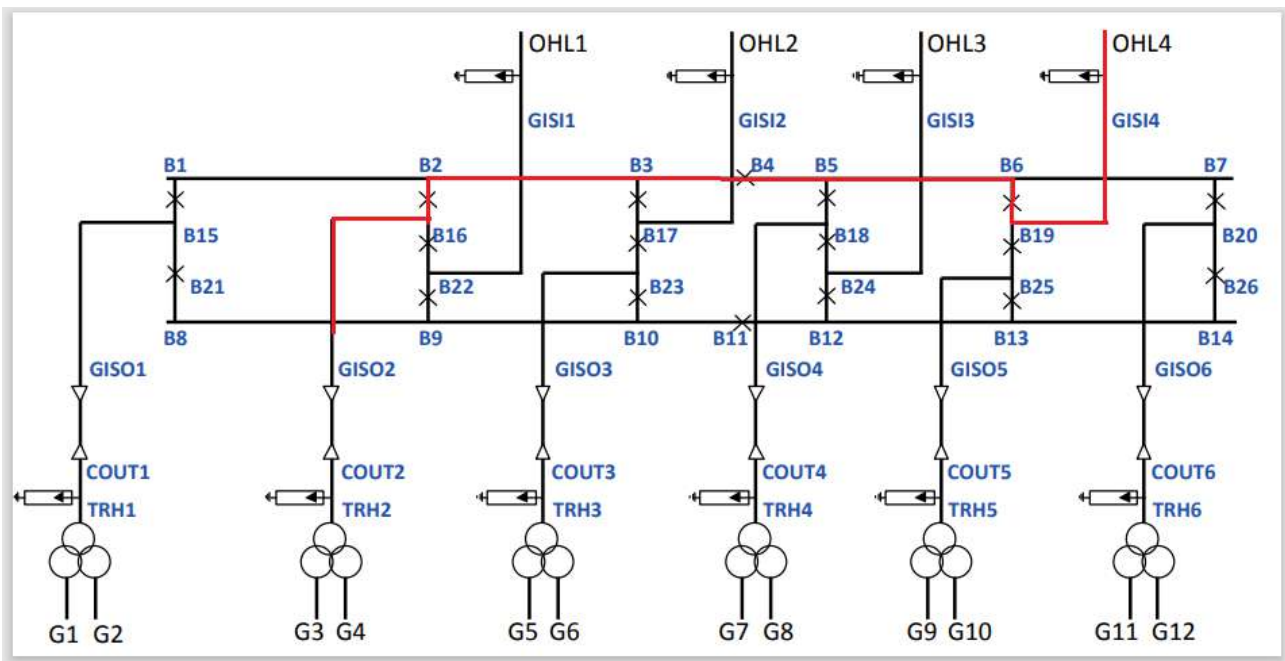 OHL1 OHL2 OHL3 OHL4
GISI1 GISI2 GISI3 GISI4
B1 B2 B3 B4 B5 B6 B7
B15 B16 B17 B18 B19 B20
B21 B22 B23 B24 B25 B26
B8 B9 B10 B11 B12 B13 B14
GISO1 GISO2 GISO3 GISO4 GISO5 GISO6
COUT1 COUT2 COUT3 COUT4 COUT5 COUT6
TRH1 TRH2 TRH3 TRH4 TRH5 TRH6
G1 G2 G3 G4 G5 G6 G7 G8 G9 G10 G11 G12